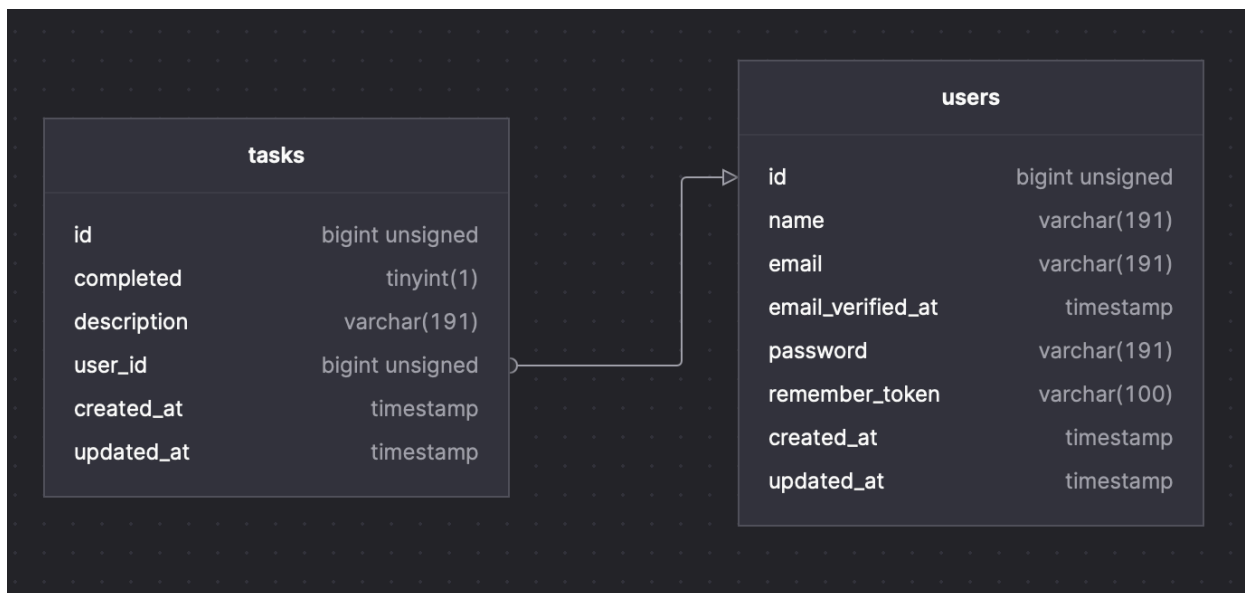 tasks
id bigint unsigned
completed tinyint(1)
description varchar(191)
user_id bigint unsigned
created_at timestamp
updated_at timestamp
users
id bigint unsigned
name varchar(191)
email varchar(191)
email_verified_at timestamp
password varchar(191)
remember_token varchar(100)
created_at timestamp
updated_at timestamp